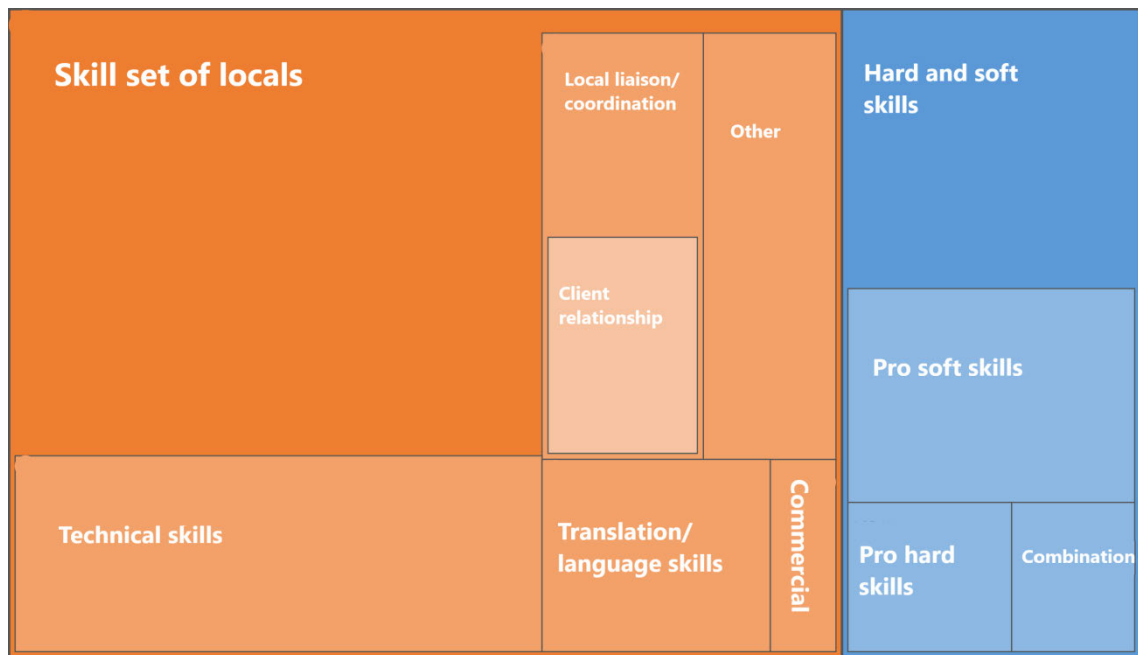 Skill set of locals
Local liaison/
coordination
Other
Client
relationship
Technical skills
Translation/
language skills
Commercial
Hard and soft
skills
Pro soft skills
Pro hard
skills
Combination